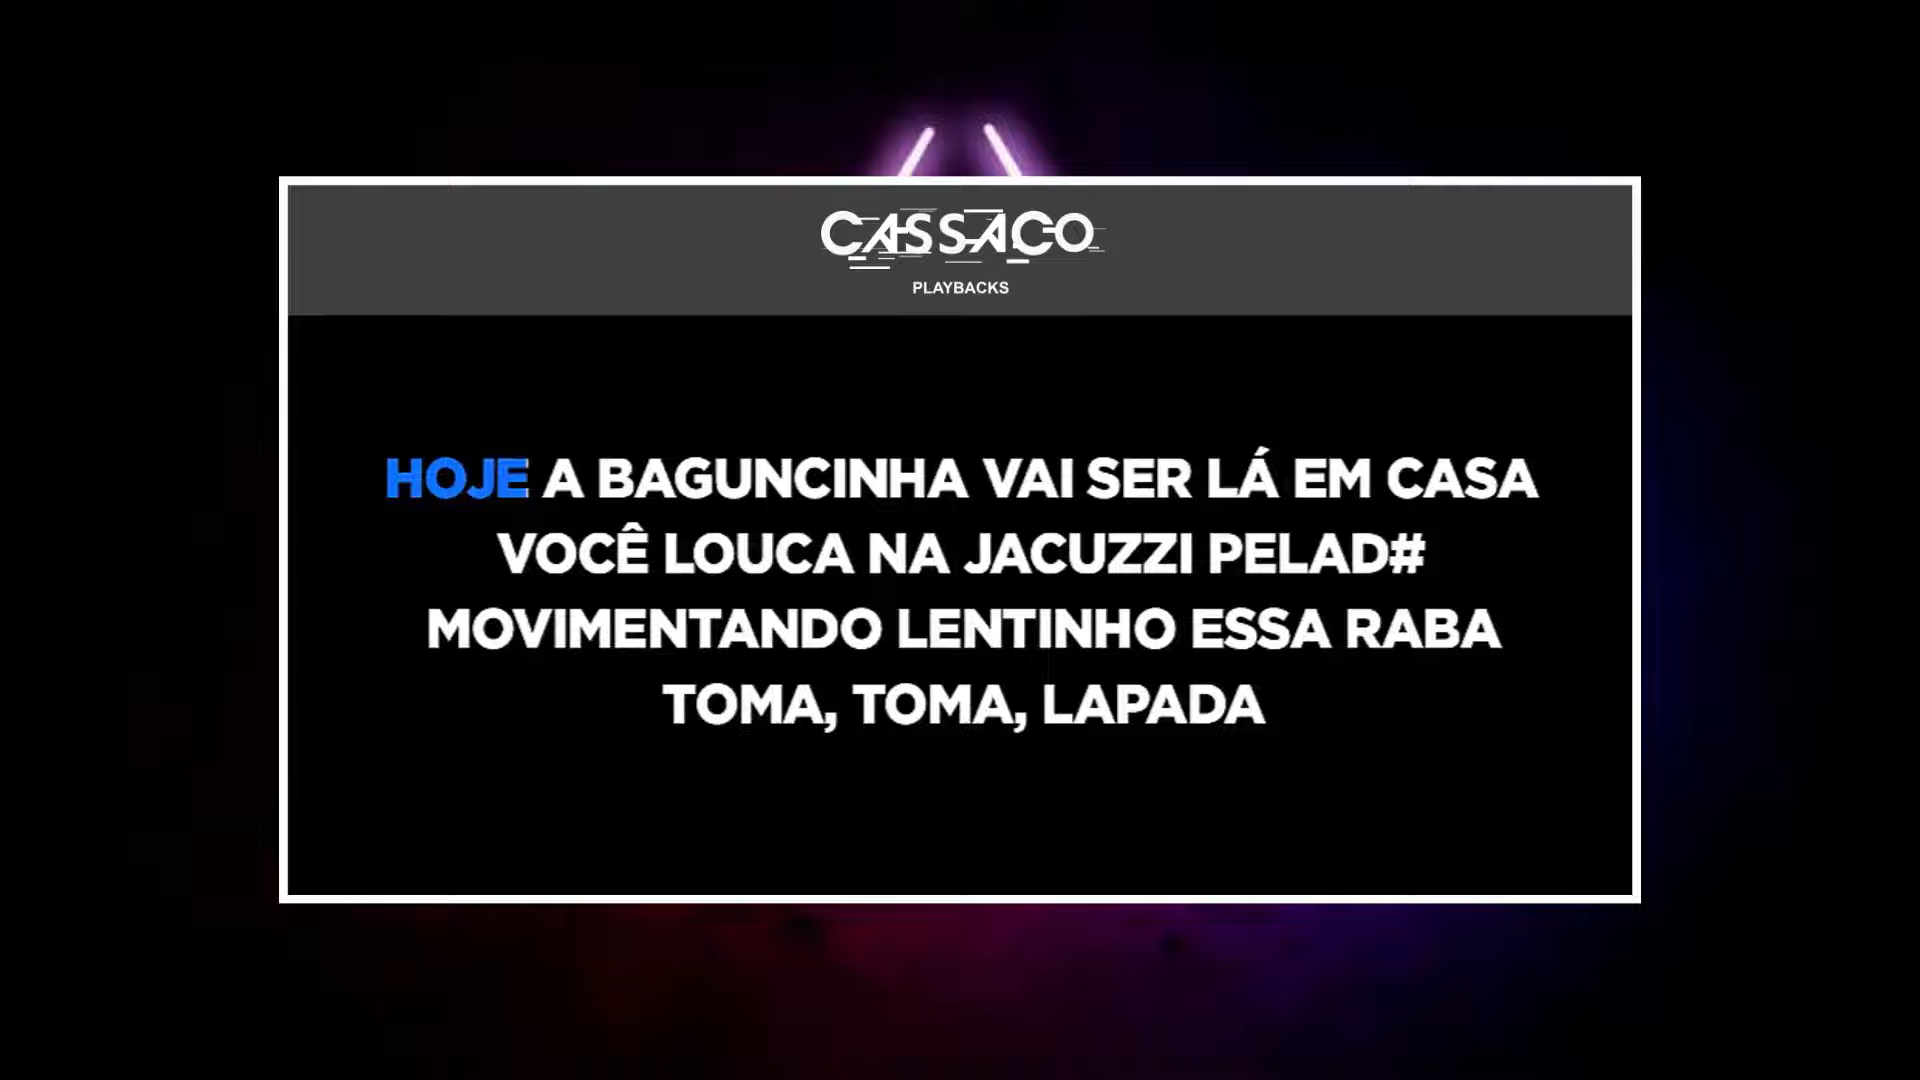 CASSACO
PLAYBACKS
HOJE A BAGUNCINHA VAI SER LÁ EM CASA
VOCÊ LOUCA NA JACUZZI PELAD#
MOVIMENTANDO LENTINHO ESSA RABA
TOMA, TOMA, LAPADA